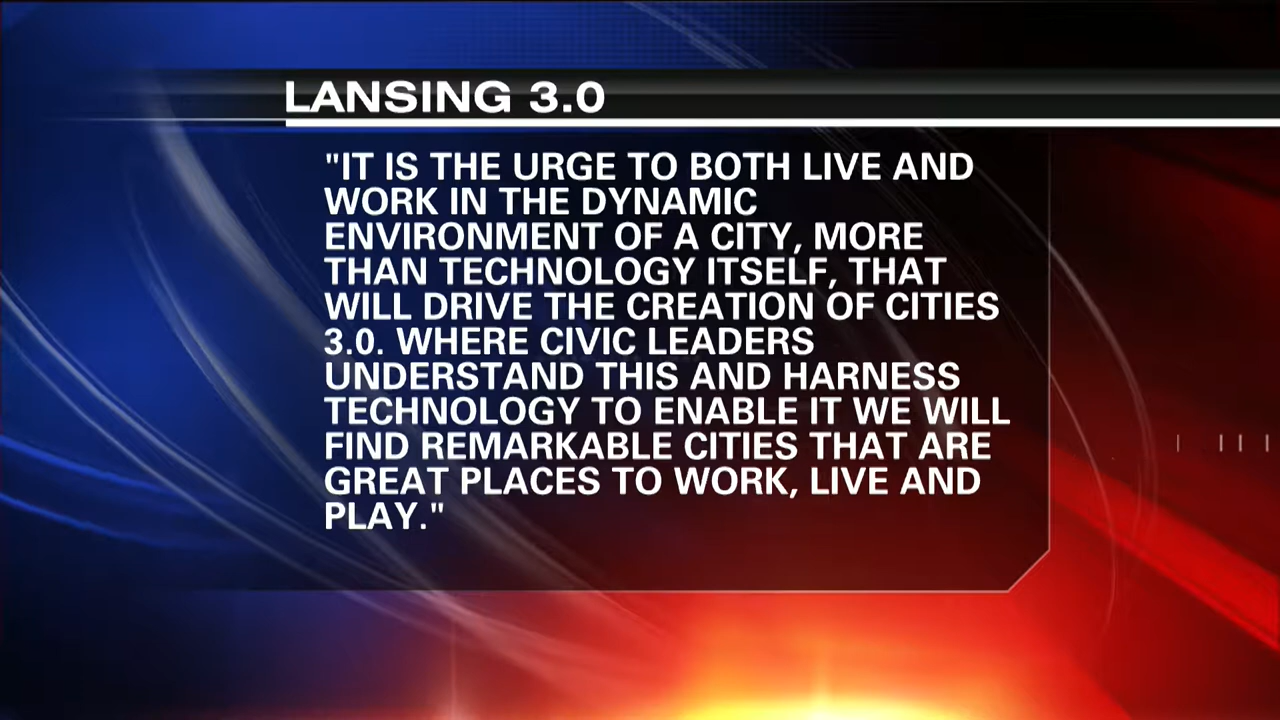 LANSING 3.0
"IT IS THE URGE TO BOTH LIVE AND
WORK IN THE DYNAMIC
ENVIRONMENT OF A CITY, MORE
THAN TECHNOLOGY ITSELF, THAT
WILL DRIVE THE CREATION OF CITIES
3.0. WHERE CIVIC LEADERS
UNDERSTAND THIS AND HARNESS
TECHNOLOGY TO ENABLE IT WE WILL
FIND REMARKABLE CITIES THAT ARE
GREAT PLACES TO WORK, LIVE AND
PLAY."